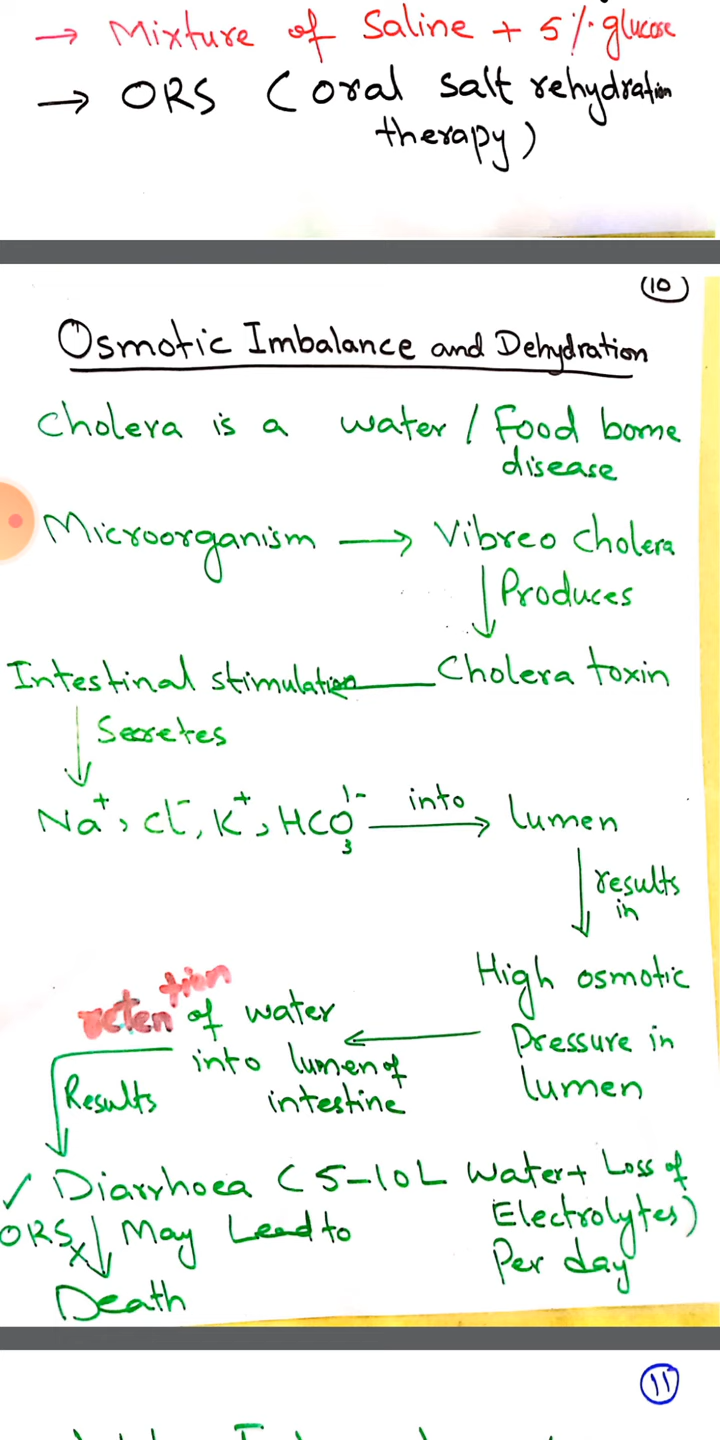 → Mixture of Saline + 5% glucose
→ ORS (oral salt rehydration
therapy)
(10)
Osmotic Imbalance and Dehydration
Cholera is a water / Food borne
disease
Microorganism → Vibreo cholera
Produces
Intestinal stimulation Cholera toxin
Secretes
Na+, Cl-, K+, HCO3 1- into → lumen
results
in
High osmotic
Pressure in
lumen
retention of water
into lumen of
intestine
Results
✓ Diarrhoea (5-10L water + Loss of
Electrolytes)
Per day
ORS x May Lead to
Death
11